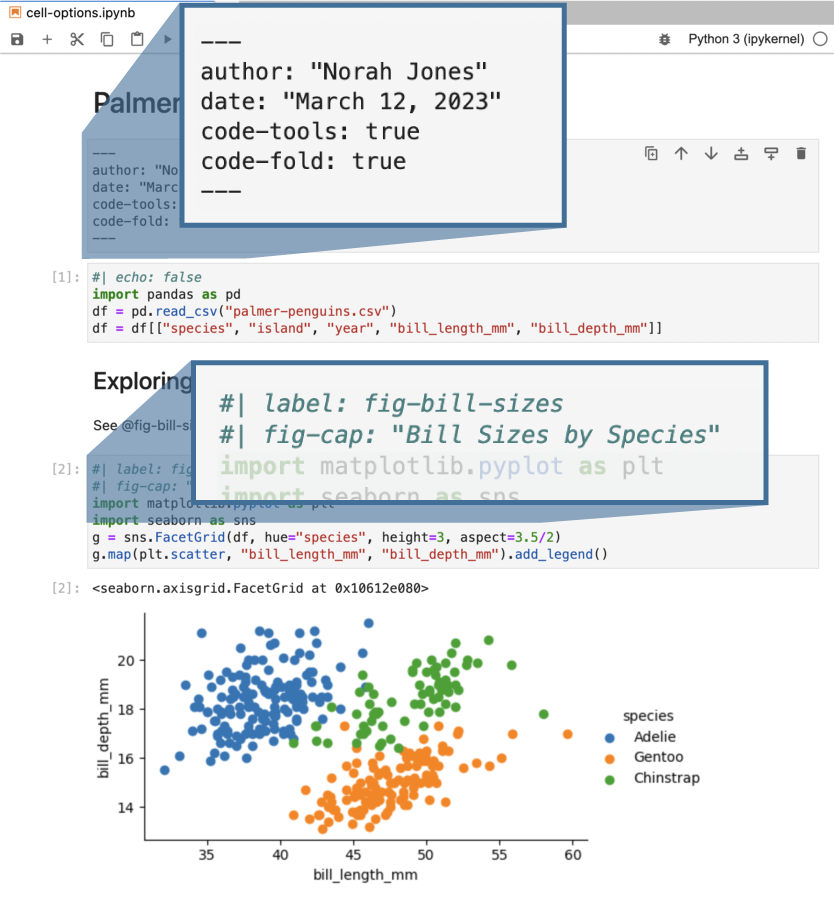 cell-options.ipynb
Python 3 (ipykernel)
Palmer
---
author: "Norah Jones"
date: "March 12, 2023"
code-tools: true
code-fold: true
---
---
author: "No
date: "Marc
code-tools:
code-fold:
---
[1]:
#| echo: false
import pandas as pd
df = pd.read_csv("palmer-penguins.csv")
df = df[["species", "island", "year", "bill_length_mm", "bill_depth_mm"]]
Exploring
See @fig-bill-si
#| label: fig-bill-sizes
#| fig-cap: "Bill Sizes by Species"
import matplotlib.pyplot as plt
import seaborn as sns
[2]:
#| label: fig
#| fig-cap: "
import matplotlib.pyplot as plt
import seaborn as sns
g = sns.FacetGrid(df, hue="species", height=3, aspect=3.5/2)
g.map(plt.scatter, "bill_length_mm", "bill_depth_mm").add_legend()
[2]:
<seaborn.axisgrid.FacetGrid at 0x10612e080>
bill_depth_mm
20
18
16
14
35 40 45 50 55 60
bill_length_mm
species
Adelie
Gentoo
Chinstrap